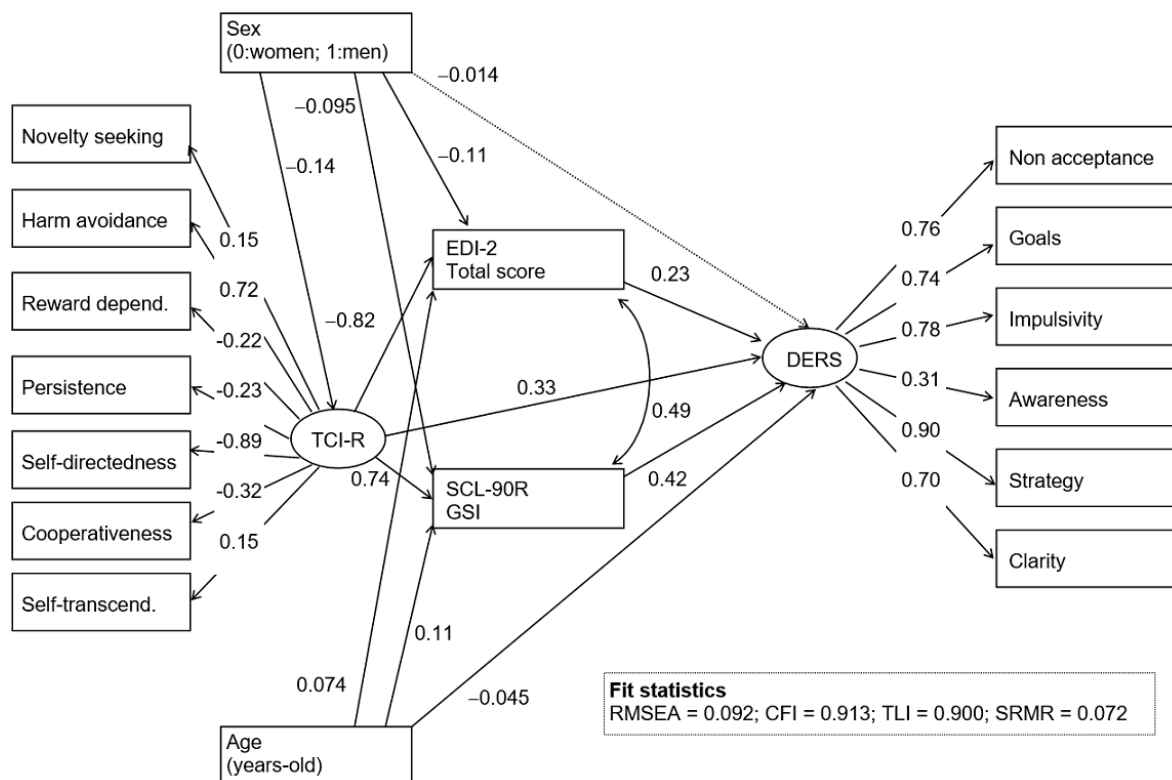 Sex
(0:women; 1:men)
−0.014
−0.095
−0.14
−0.11
Novelty seeking
Harm avoidance
Reward depend.
Persistence
Self-directedness
Cooperativeness
Self-transcend.
0.15
0.72
-0.22
-0.23
-0.89
-0.32
0.15
TCI-R
−0.82
0.74
EDI-2
Total score
SCL-90R
GSI
0.23
0.33
0.49
0.42
DERS
0.76
0.74
0.78
0.31
0.90
0.70
Non acceptance
Goals
Impulsivity
Awareness
Strategy
Clarity
0.11
0.074
−0.045
Age
(years-old)
Fit statistics
RMSEA = 0.092; CFI = 0.913; TLI = 0.900; SRMR = 0.072